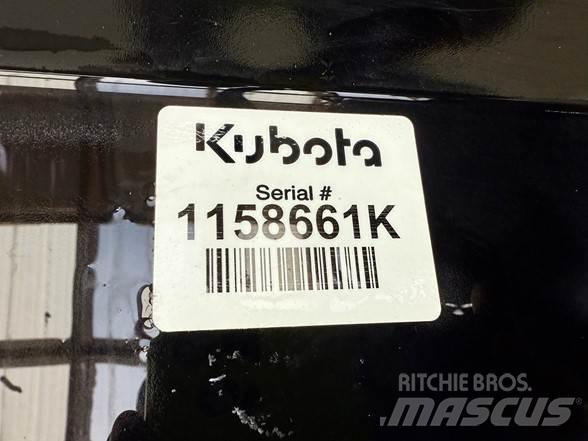 Kubota
Serial #
1158661K
RITCHIE BROS.
MASCUS